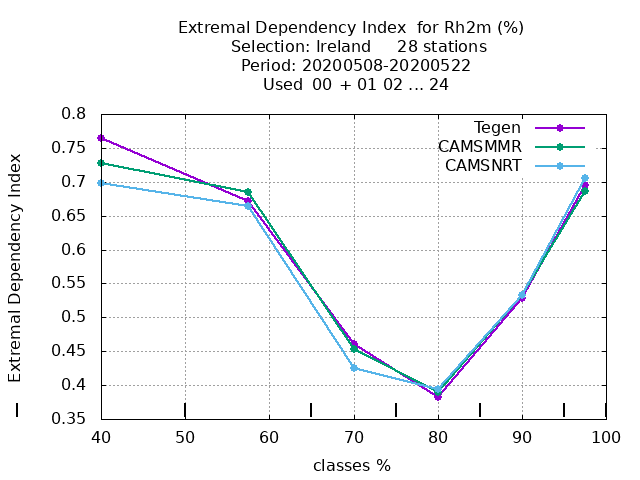 Extremal Dependency Index  for Rh2m (%)
Selection: Ireland     28 stations
Period: 20200508-20200522
Used  00 + 01 02 ... 24
Extremal Dependency Index
0.8
0.75
0.7
0.65
0.6
0.55
0.5
0.45
0.4
0.35
Tegen
CAMSMMR
CAMSNRT
40 50 60 70 80 90 100
classes %